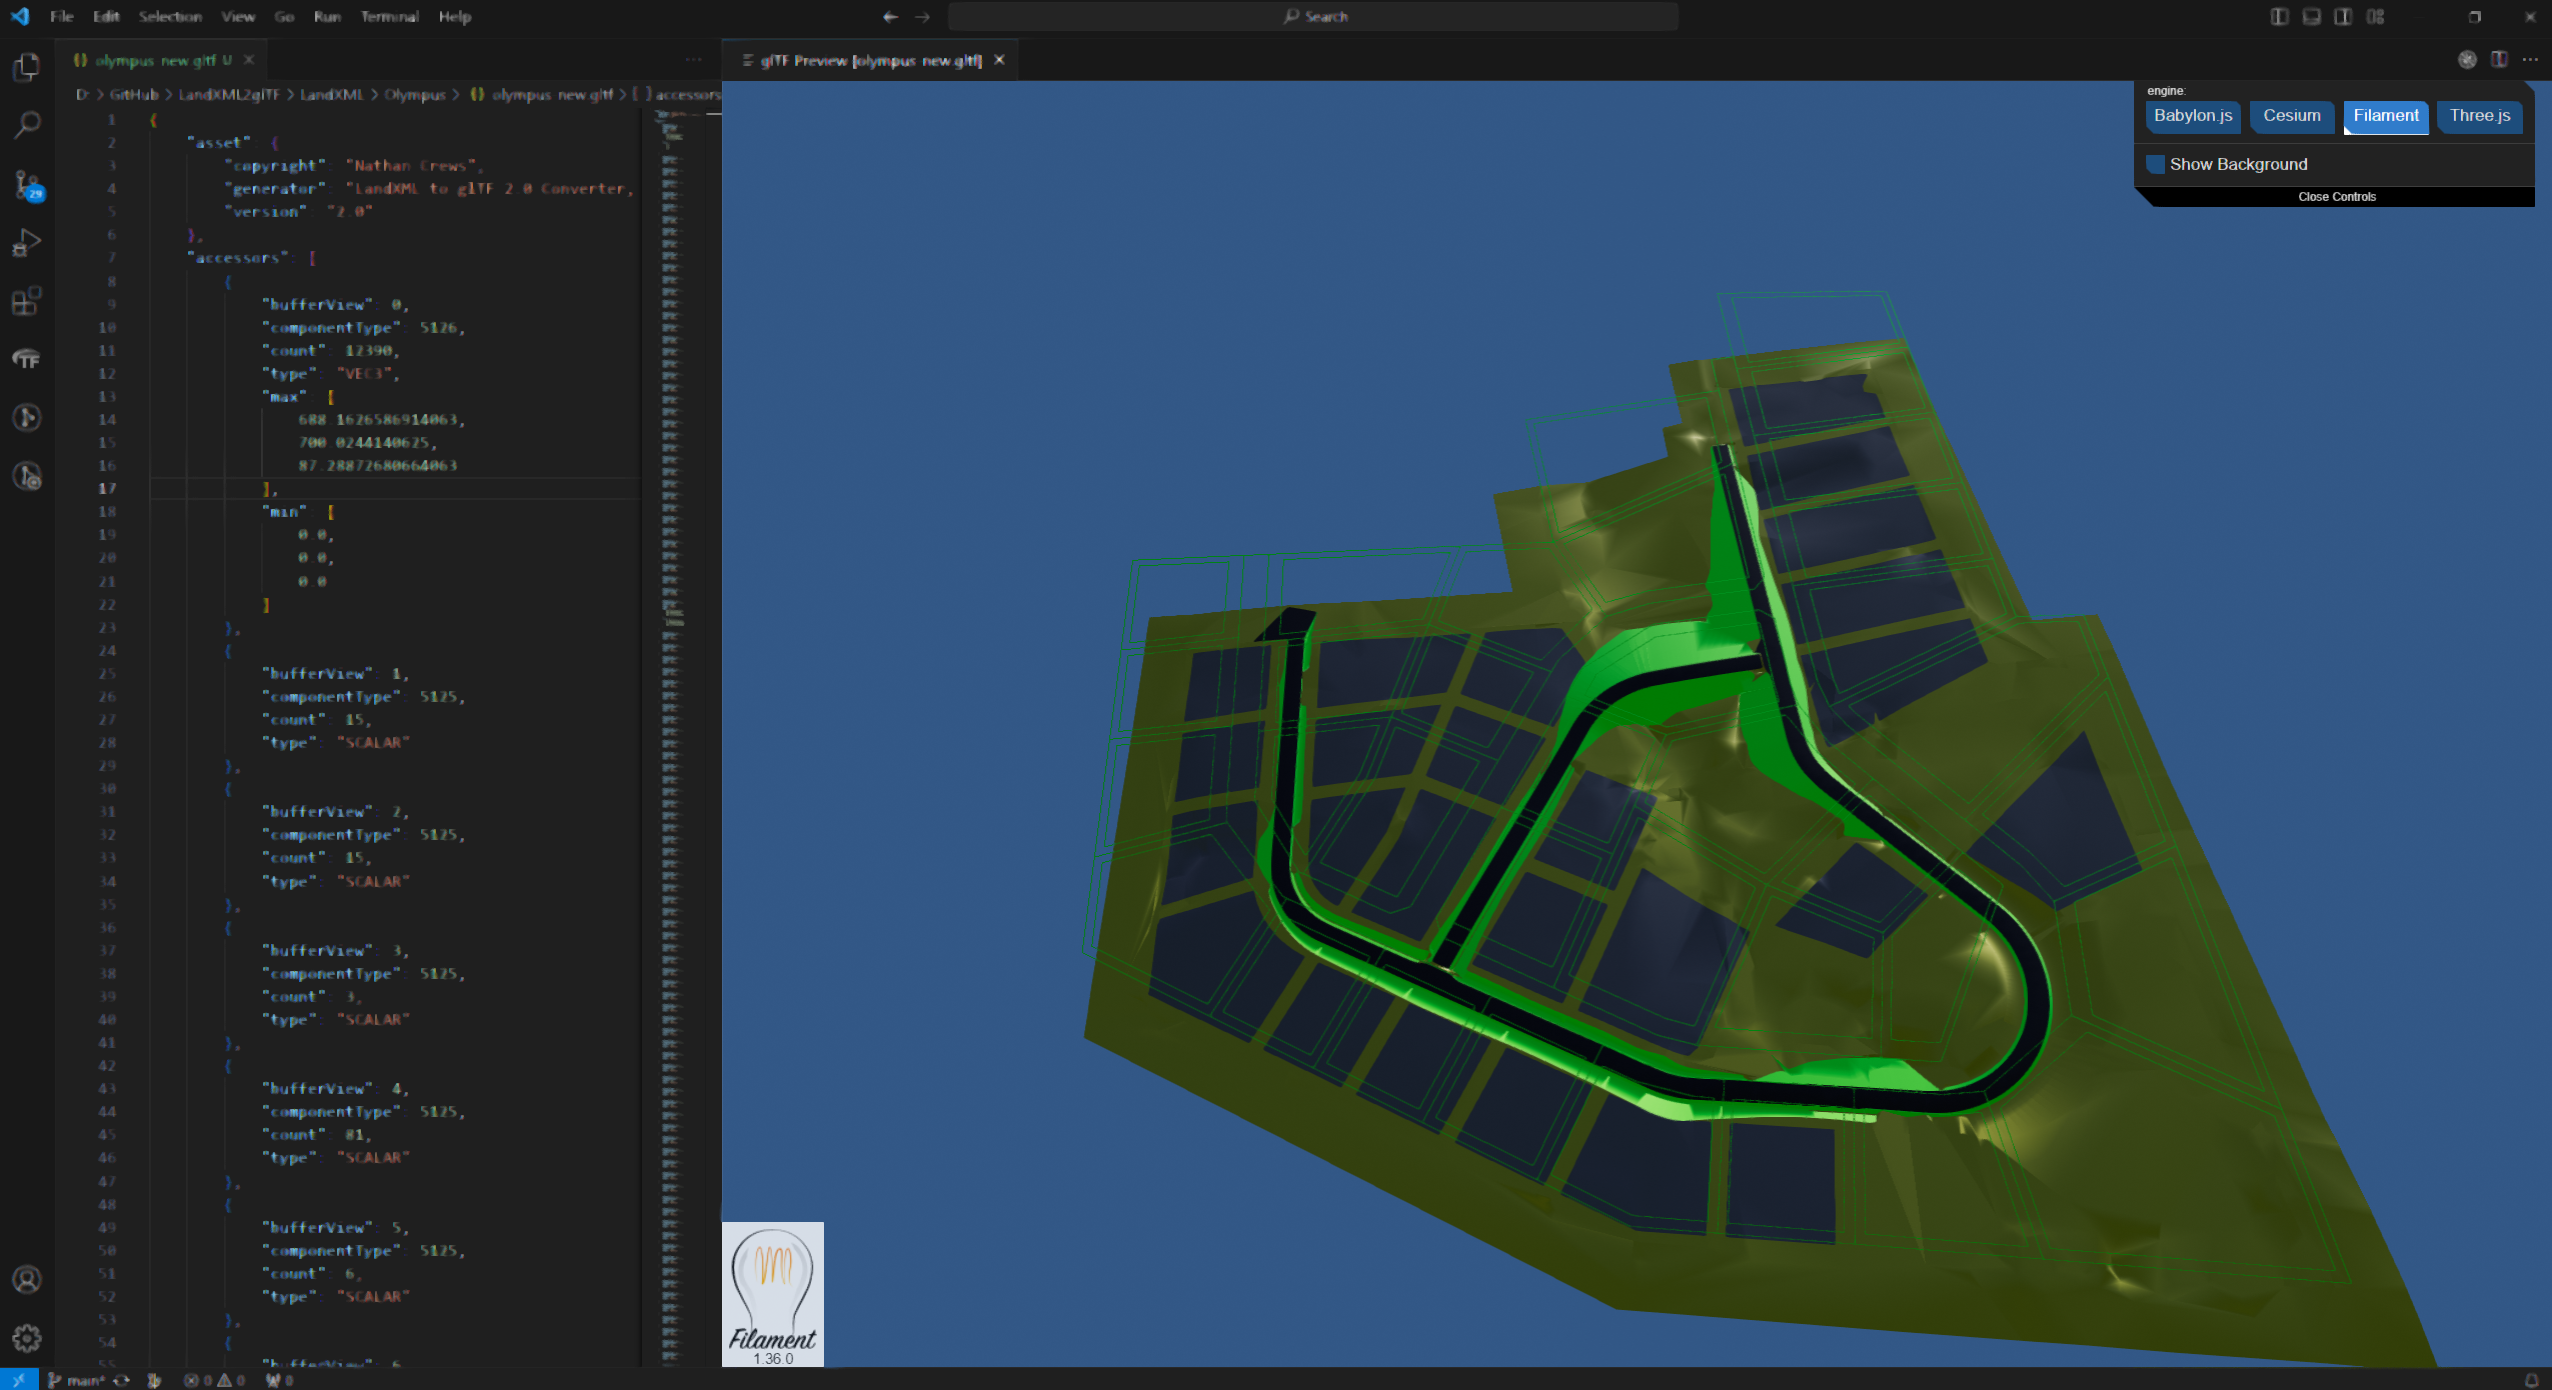 File Edit Selection View Go Run Terminal Help
Search
olympus new.gltf U
glTF Preview [olympus new.gltf]
D: > GitHub > LandXML2glTF > LandXML > Olympus > {} olympus new.gltf > { } accessors
1 {
2 "asset" {
3 "copyright" "Nathan Crews",
4 "generator" "LandXML to glTF 2.0 Converter,
5 "version" "2.0"
6 },
7 "accessors": [
8 {
9 "bufferView": 0,
10 "componentType": 5126,
11 "count": 12390,
12 "type": "VEC3",
13 "max": [
14 688.1626586914063,
15 700.0244140625,
16 87.28872680664063
17 ],
18 "min": [
19 0.0,
20 0.0,
21 0.0
22 ]
23 },
24 {
25 "bufferView": 1,
26 "componentType": 5125,
27 "count": 15,
28 "type": "SCALAR"
29 },
30 {
31 "bufferView": 2,
32 "componentType": 5125,
33 "count": 15,
34 "type": "SCALAR"
35 },
36 {
37 "bufferView": 3,
38 "componentType": 5125,
39 "count": 3,
40 "type": "SCALAR"
41 },
42 {
43 "bufferView": 4,
44 "componentType": 5125,
45 "count": 81,
46 "type": "SCALAR"
47 },
48 {
49 "bufferView": 5,
50 "componentType": 5125,
51 "count": 6,
52 "type": "SCALAR"
53 },
54 {
55 "bufferView": 6
engine:
Babylon.js Cesium Filament Three.js
Show Background
Close Controls
TF
29
Filament
1.36.0
main* 0 0 0